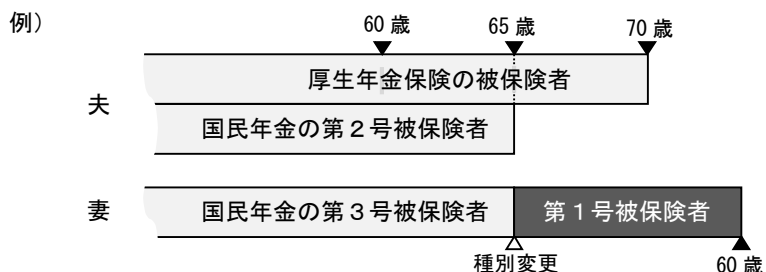 例）
60 歳
65 歳
70 歳
厚生年金保険の被保険者
夫
国民年金の第２号被保険者
妻
国民年金の第３号被保険者
第１号被保険者
種別変更
60 歳